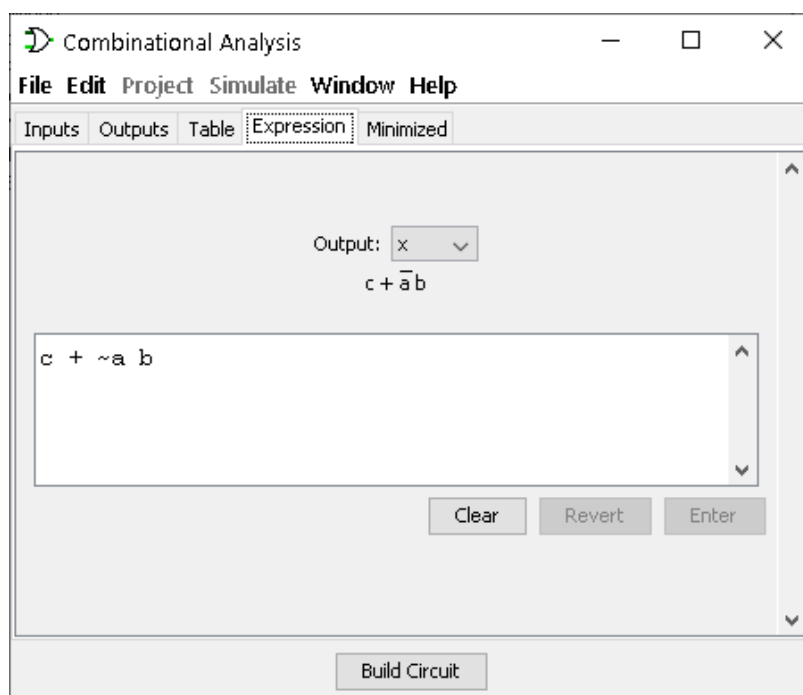 Combinational Analysis
File Edit Project Simulate Window Help
Inputs Outputs Table Expression Minimized
Output: x
c + a̅ b
c + ~a b
Clear Revert Enter
Build Circuit